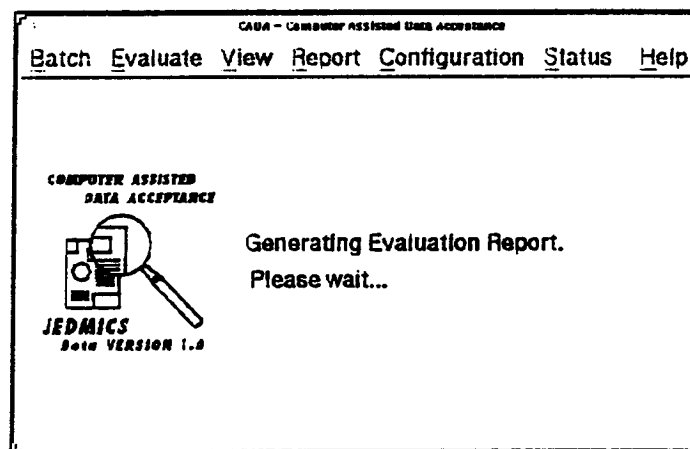 CADA - Computer Assisted Data Acceptance
Batch Evaluate View Report Configuration Status Help
COMPUTER ASSISTED
DATA ACCEPTANCE
Generating Evaluation Report.
Please wait...
JEDMICS
Beta VERSION 1.0